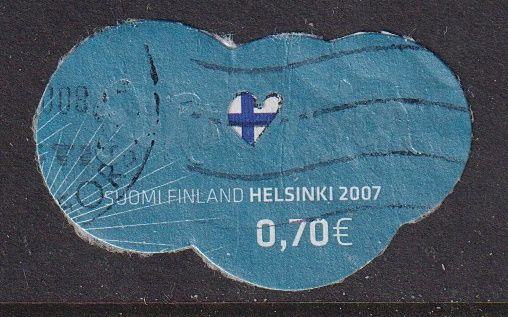 SUOMI FINLAND HELSINKI 2007
0,70€